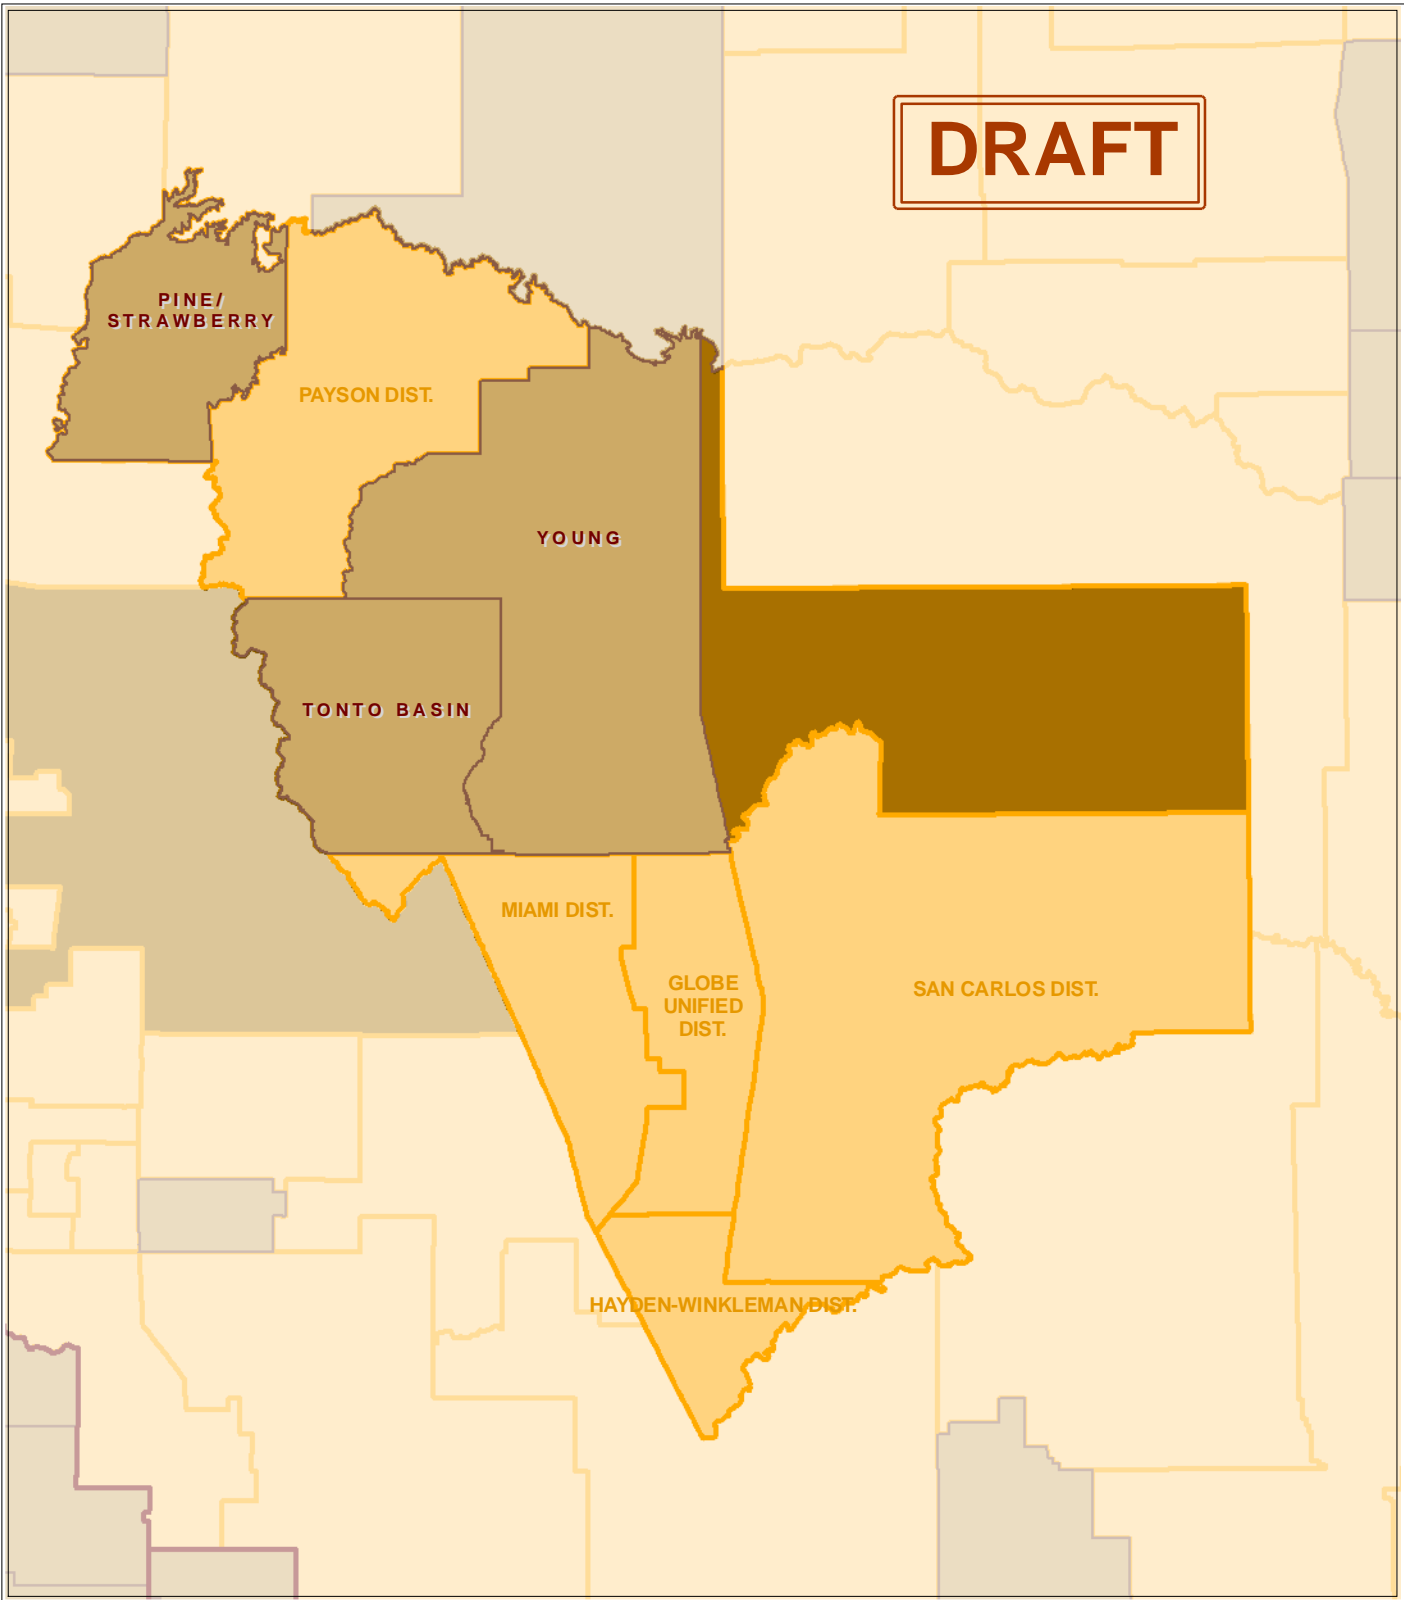 DRAFT
PINE/
STRAWBERRY
PAYSON DIST.
YOUNG
TONTO BASIN
MIAMI DIST.
GLOBE
UNIFIED
DIST.
SAN CARLOS DIST.
HAYDEN-WINKLEMAN DIST.